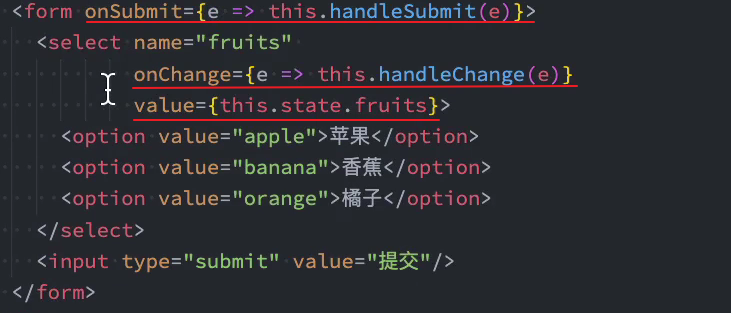 <form onSubmit={e => this.handleSubmit(e)}>
<select name="fruits"
onChange={e => this.handleChange(e)}
value={this.state.fruits}>
<option value="apple">苹果</option>
<option value="banana">香蕉</option>
<option value="orange">橘子</option>
</select>
<input type="submit" value="提交"/>
</form>